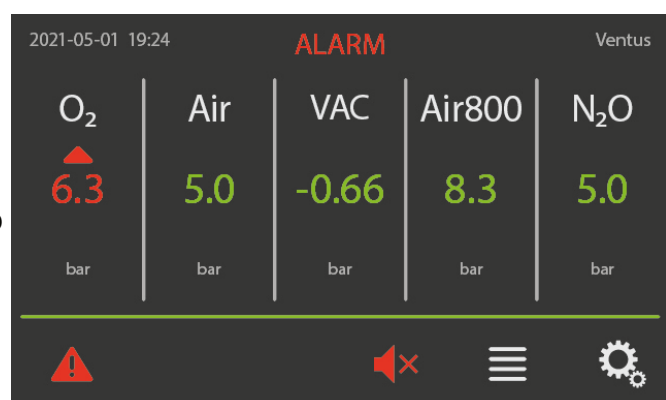 2021-05-01 19:24 ALARM Ventus
O₂ Air VAC Air800 N₂O
6.3 5.0 -0.66 8.3 5.0
bar bar bar bar bar